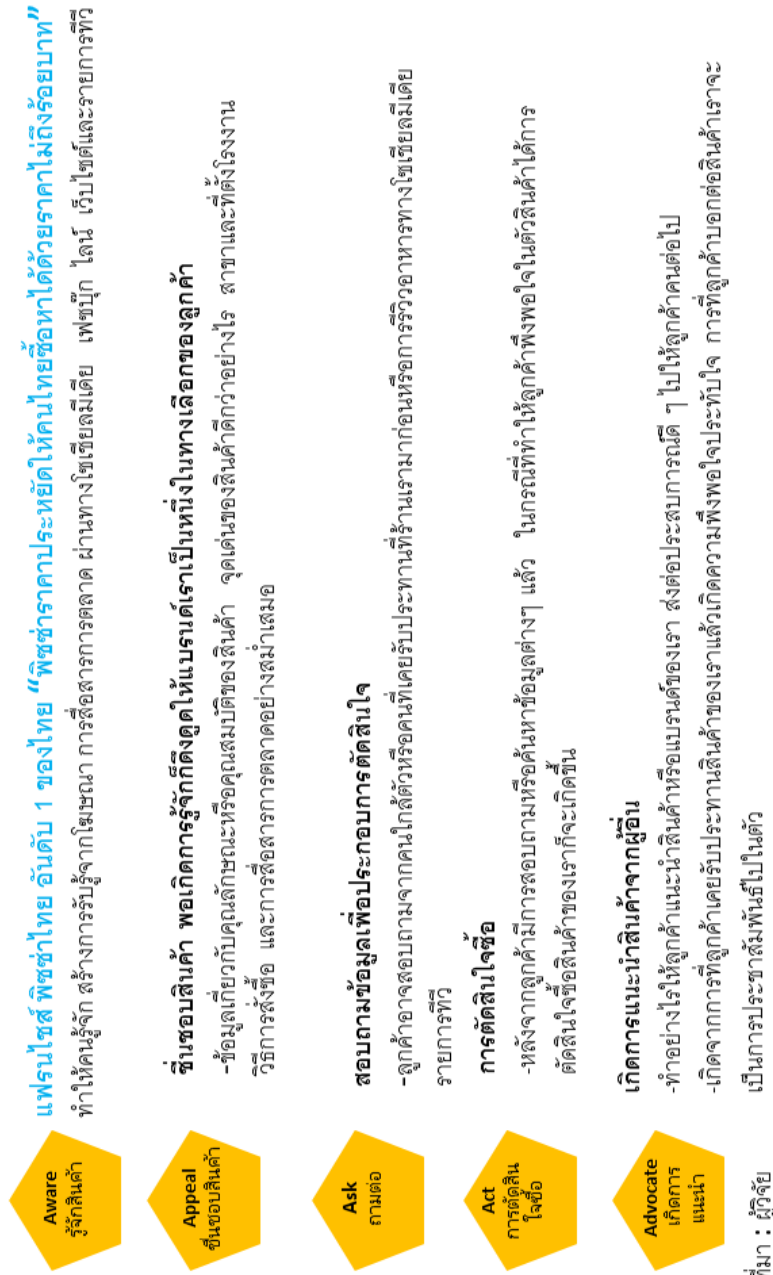 Aware
รู้จักสินค้า
แฟรนไชส์ พิซซ่าไทย อันดับ 1 ของไทย “พิซซ่าราคาประหยัดให้คนไทยซื้อหาได้ด้วยราคาไม่ถึงร้อยบาท”
ทำให้คนรู้จัก สร้างการรับรู้จากโฆษณา การสื่อสารการตลาด ผ่านทางโซเชียลมีเดีย เฟซบุ๊ก ไลน์ เว็บไซต์และรายการทีวี
Appeal
ชื่นชอบสินค้า
ชื่นชอบสินค้า พอเกิดการรู้จักก็ดึงดูดให้แบรนด์เราเป็นหนึ่งในทางเลือกของลูกค้า
-ข้อมูลเกี่ยวกับคุณลักษณะหรือคุณสมบัติของสินค้า จุดเด่นของสินค้าดีกว่าอย่างไร สาขาและที่ตั้งโรงงาน
วิธีการสั่งซื้อ และการสื่อสารการตลาดอย่างสม่ำเสมอ
Ask
ถามต่อ
สอบถามข้อมูลเพื่อประกอบการตัดสินใจ
-ลูกค้าอาจสอบถามจากคนใกล้ตัวหรือคนที่เคยรับประทานที่ร้านเรามาก่อนหรือการรีวิวอาหารทางโซเชียลมีเดีย
รายการทีวี
Act
การตัดสิน
ใจซื้อ
การตัดสินใจซื้อ
-หลังจากลูกค้ามีการสอบถามหรือค้นหาข้อมูลต่างๆ แล้ว ในกรณีที่ทำให้ลูกค้าพึงพอใจในตัวสินค้าได้การ
ตัดสินใจซื้อสินค้าของเราก็จะเกิดขึ้น
Advocate
เกิดการ
แนะนำ
เกิดการแนะนำสินค้าจากผู้อื่น
-ทำอย่างไรให้ลูกค้าแนะนำสินค้าหรือแบรนด์ของเรา ส่งต่อประสบการณ์ดี ๆ ไปให้ลูกค้าคนต่อไป
-เกิดจากการที่ลูกค้าเคยรับประทานสินค้าของเราแล้วเกิดความพึงพอใจประทับใจ การที่ลูกค้าบอกต่อสินค้าเราจะ
เป็นการประชาสัมพันธ์ไปในตัว
ที่มา : ผู้วิจัย